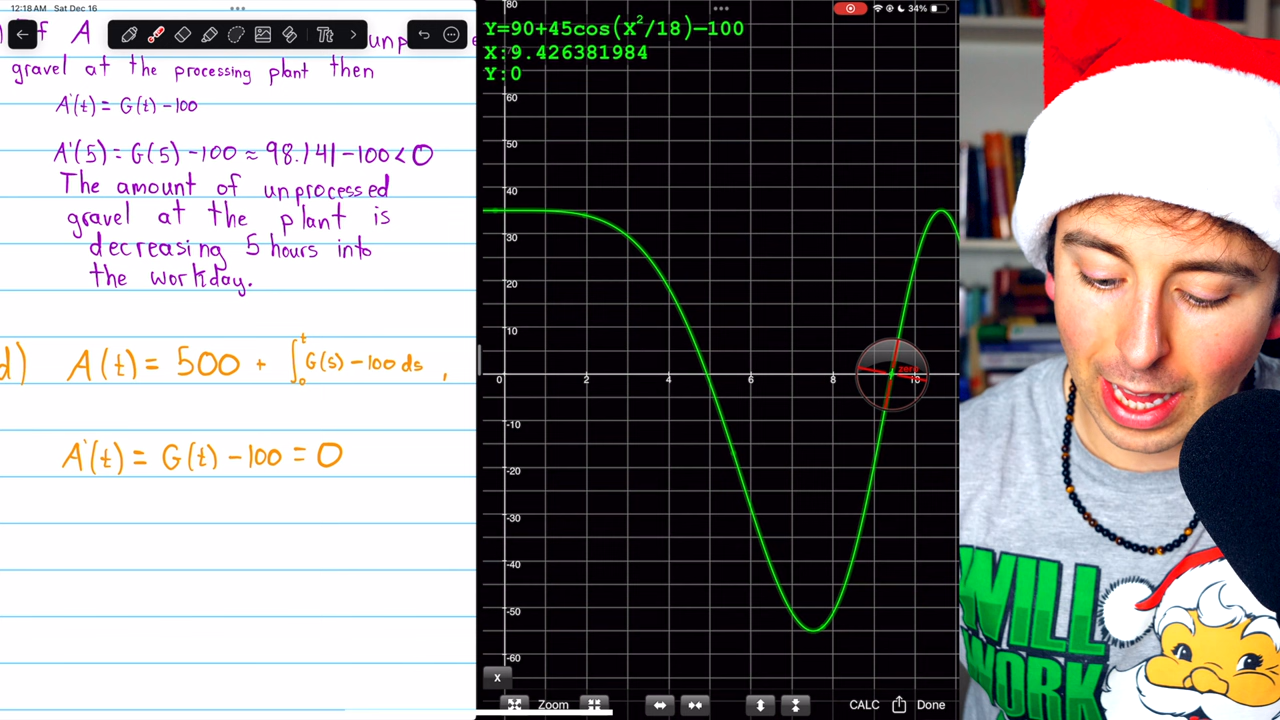 12:18 AM Sat Dec 16
34%
f A unp
gravel at the processing plant then
A'(t) = G(t) - 100
A'(5) = G(5) - 100 ≈ 98.141 - 100 < 0
The amount of unprocessed
gravel at the plant is
decreasing 5 hours into
the workday.
d) A(t) = 500 + ∫₀ᵗ G(s) - 100 ds ,
A'(t) = G(t) - 100 = 0
Y=90+45cos(X²/18)-100
X:9.426381984
Y:0
80
60
50
40
30
20
10
0 2 4 6 8 10
zero
-10
-20
-30
-40
-50
-60
x
Zoom CALC Done
WILL
WORK